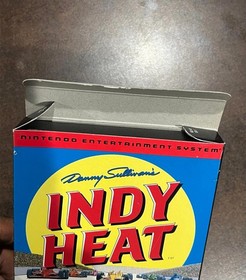 NINTENDO ENTERTAINMENT SYSTEM
Danny Sullivan's
INDY
HEAT